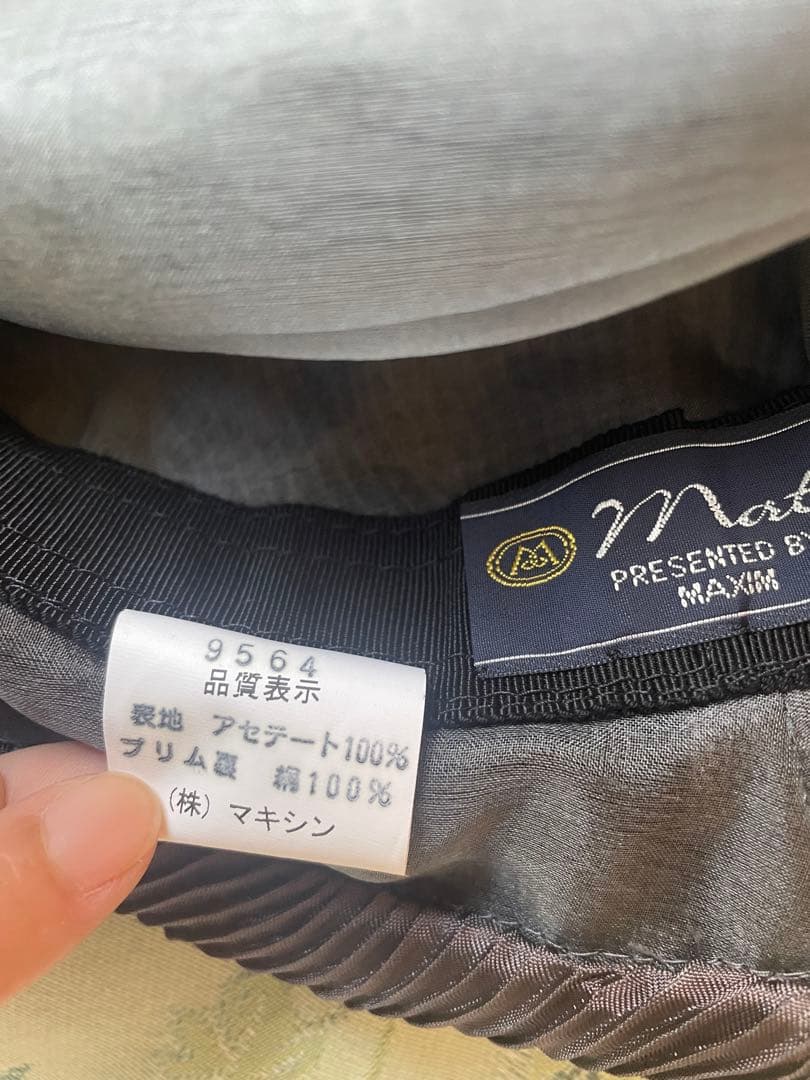 9564
品質表示
表地 アセテート100%
ブリム裏 綿100%
(株) マキシン
PRESENTED BY
MAXIM